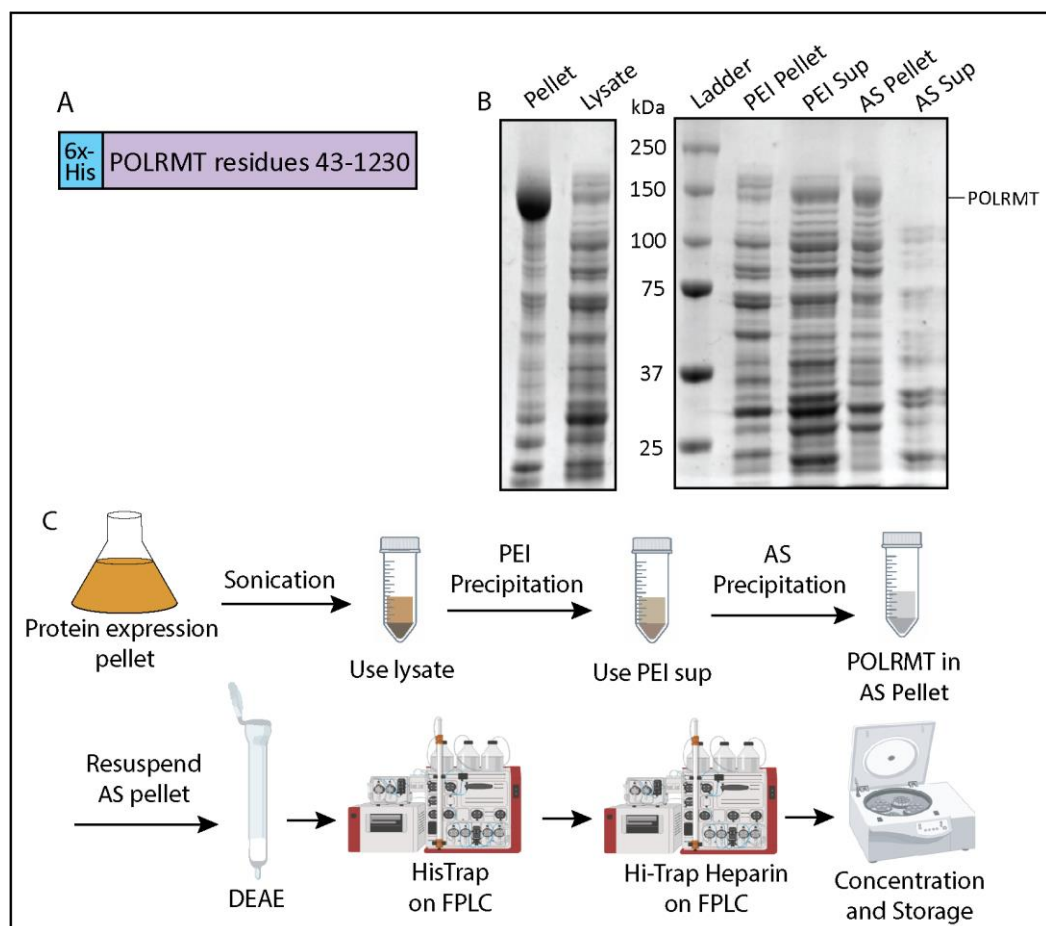 A
6x-
His
POLRMT residues 43-1230
B
Pellet
Lysate
kDa
Ladder
PEI Pellet
PEI Sup
AS Pellet
AS Sup
250
150
POLRMT
100
75
37
25
C
Protein expression
pellet
Sonication
Use lysate
PEI
Precipitation
Use PEI sup
AS
Precipitation
POLRMT in
AS Pellet
Resuspend
AS pellet
DEAE
HisTrap
on FPLC
Hi-Trap Heparin
on FPLC
Concentration
and Storage